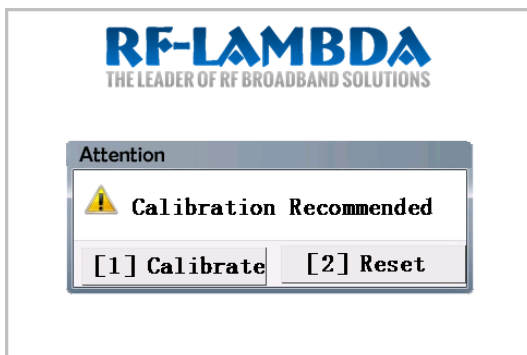 RF-LAMBDA
THE LEADER OF RF BROADBAND SOLUTIONS
Attention
Calibration Recommended
[1] Calibrate [2] Reset